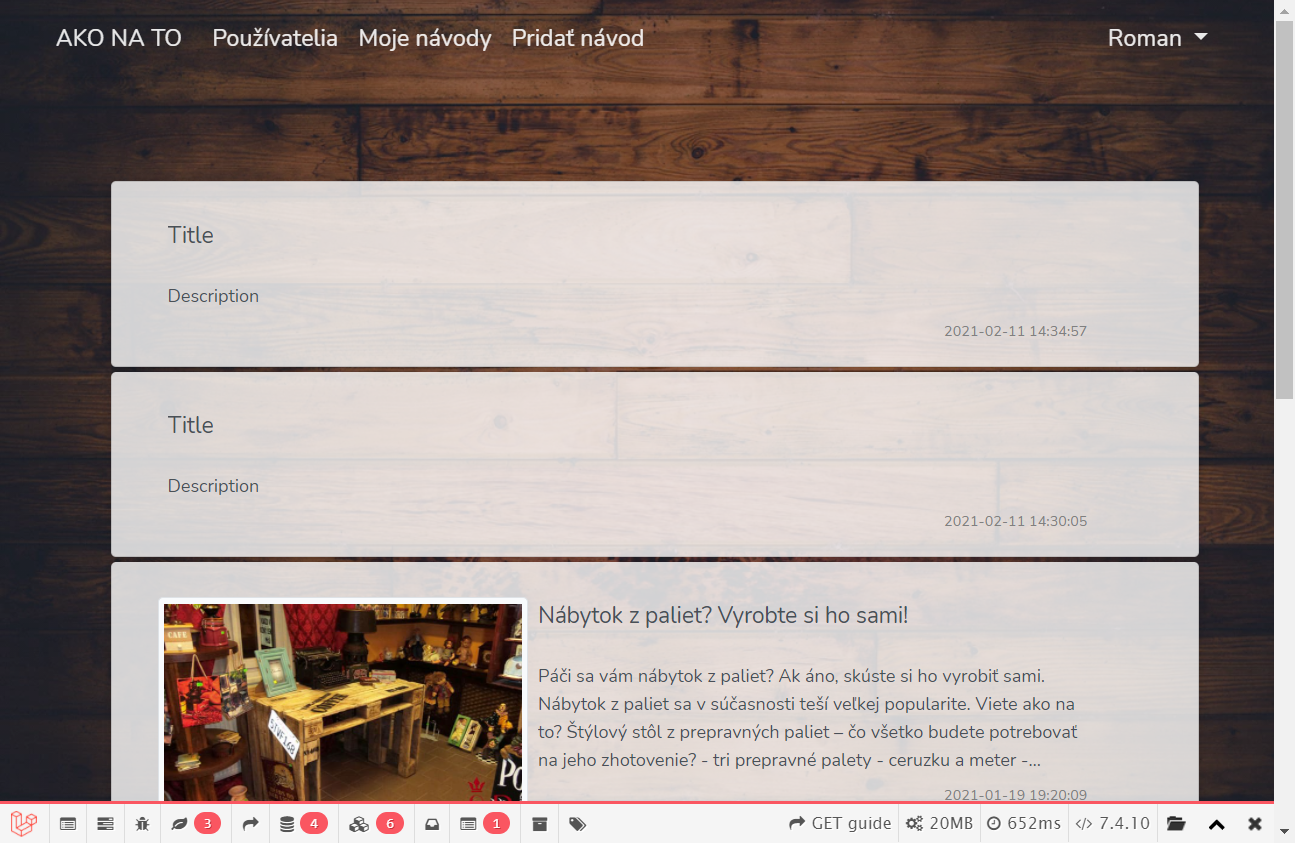 AKO NA TO Používatelia Moje návody Pridať návod Roman
Title
Description
2021-02-11 14:34:57
Title
Description
2021-02-11 14:30:05
Nábytok z paliet? Vyrobte si ho sami!
Páči sa vám nábytok z paliet? Ak áno, skúste si ho vyrobiť sami.
Nábytok z paliet sa v súčasnosti teší veľkej popularite. Viete ako na
to? Štýlový stôl z prepravných paliet – čo všetko budete potrebovať
na jeho zhotovenie? - tri prepravné palety - ceruzku a meter -...
2021-01-19 19:20:09
CAFE
PO
3 4 6 1 GET guide 20MB 652ms 7.4.10